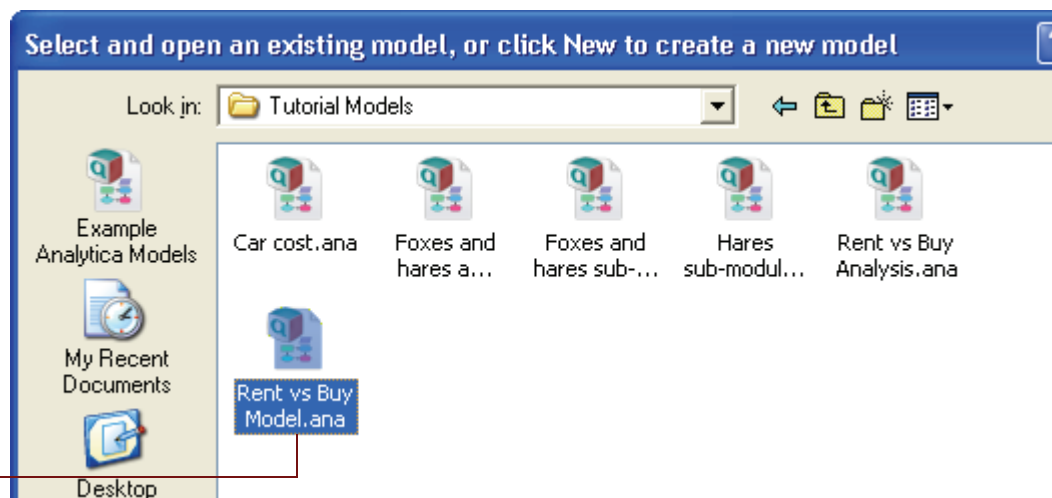 Select and open an existing model, or click New to create a new model
?
Look in:
Tutorial Models
Example
Analytica Models
My Recent
Documents
Desktop
Car cost.ana
Foxes and
hares a...
Foxes and
hares sub-...
Hares
sub-modul...
Rent vs Buy
Analysis.ana
Rent vs Buy
Model.ana